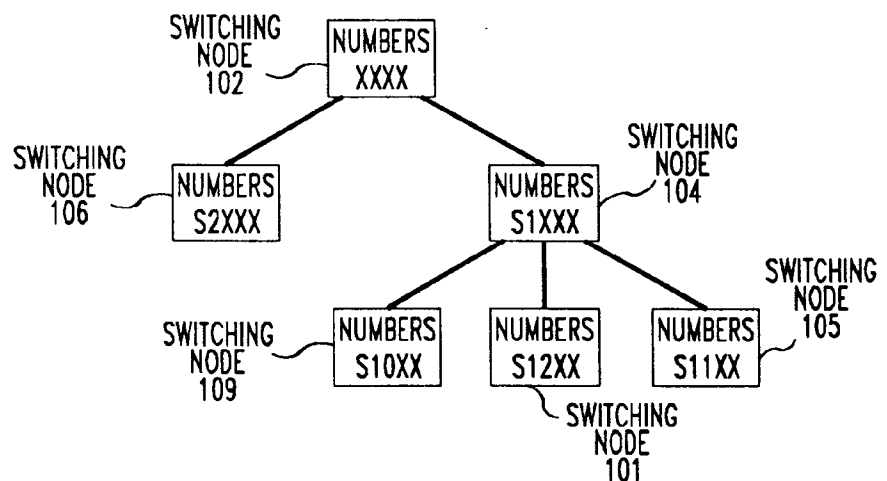 SWITCHING
NODE
102
NUMBERS
XXXX
SWITCHING
NODE
106
NUMBERS
S2XXX
NUMBERS
S1XXX
SWITCHING
NODE
104
SWITCHING
NODE
109
NUMBERS
S10XX
NUMBERS
S12XX
NUMBERS
S11XX
SWITCHING
NODE
105
SWITCHING
NODE
101